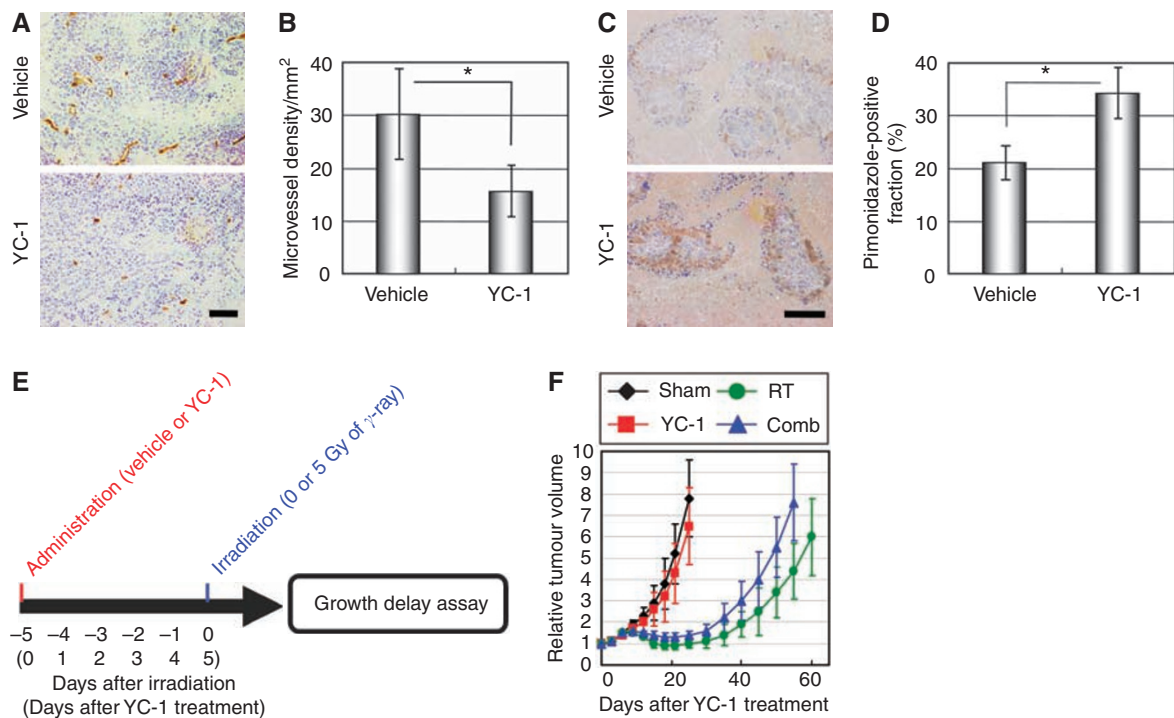 A
Vehicle
YC-1
B
Microvessel density/mm²
40
30
20
10
0
*
Vehicle
YC-1
C
Vehicle
YC-1
D
Pimonidazole-positive
fraction (%)
40
30
20
10
0
*
Vehicle
YC-1
E
Administration (vehicle or YC-1)
Irradiation (0 or 5 Gy of γ-ray)
Growth delay assay
–5 –4 –3 –2 –1 0
(0 1 2 3 4 5)
Days after irradiation
(Days after YC-1 treatment)
F
Sham RT
YC-1 Comb
Relative tumour volume
10
9
8
7
6
5
4
3
2
1
0
0 20 40 60
Days after YC-1 treatment